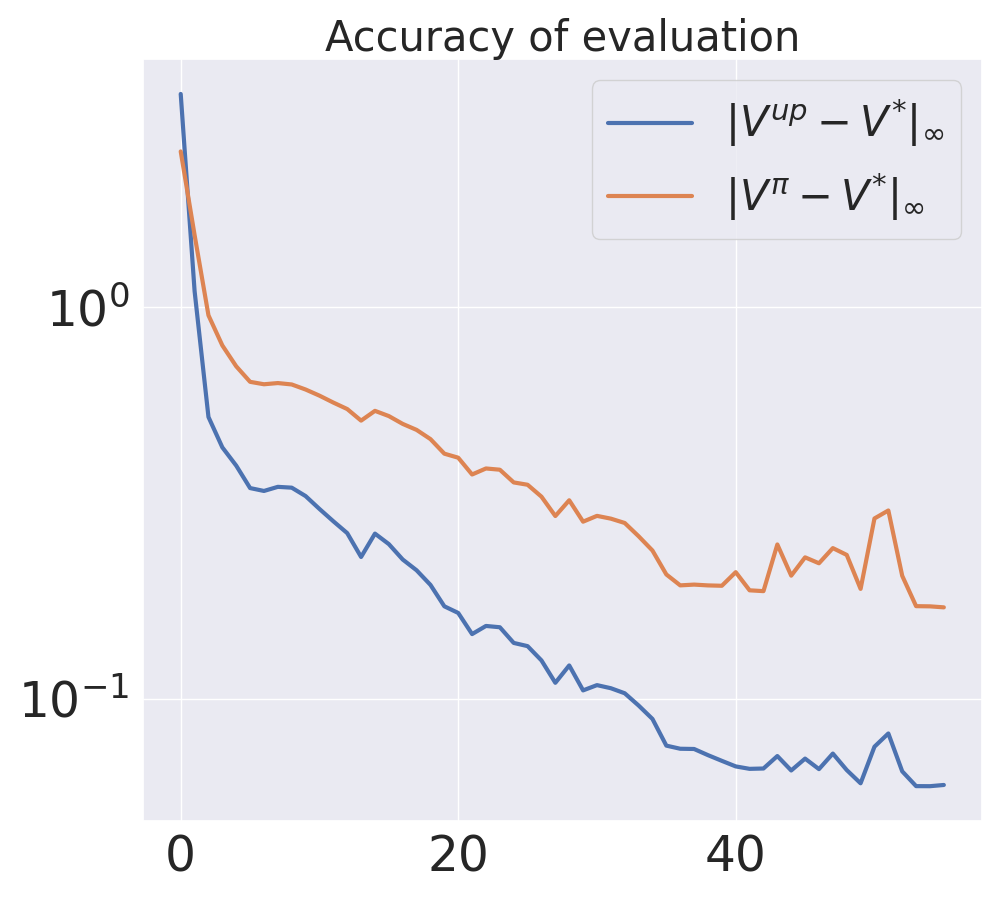 Accuracy of evaluation
|V^{up} − V^*|_∞
|V^π − V^*|_∞
10^0
10^{−1}
0 20 40